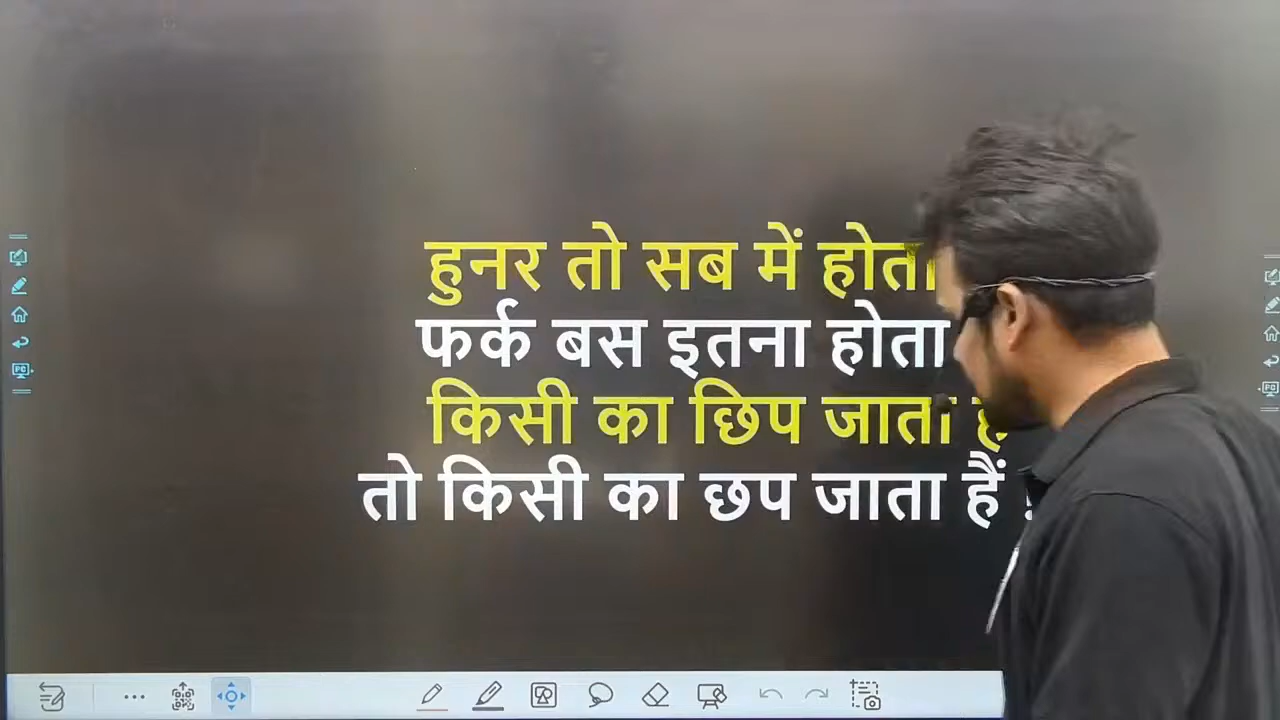 हुनर तो सब में होता
फर्क बस इतना होता
किसी का छिप जाता
तो किसी का छप जाता हैं !